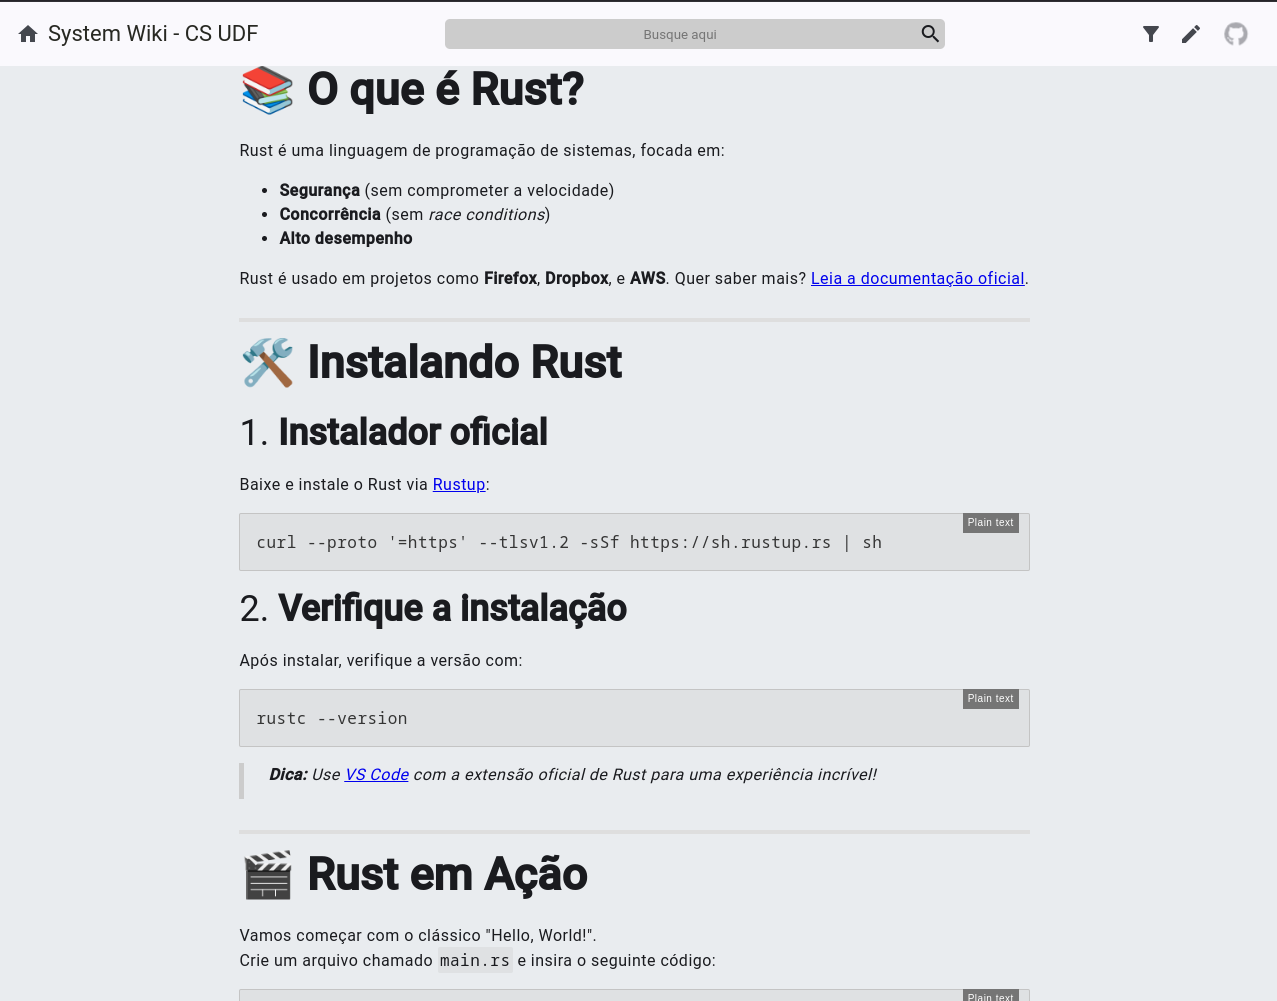 System Wiki - CS UDF
Busque aqui
📚 O que é Rust?
Rust é uma linguagem de programação de sistemas, focada em:
• Segurança (sem comprometer a velocidade)
• Concorrência (sem race conditions)
• Alto desempenho
Rust é usado em projetos como Firefox, Dropbox, e AWS. Quer saber mais? Leia a documentação oficial.
🛠️ Instalando Rust
1. Instalador oficial
Baixe e instale o Rust via Rustup:
Plain text
curl --proto '=https' --tlsv1.2 -sSf https://sh.rustup.rs | sh
2. Verifique a instalação
Após instalar, verifique a versão com:
Plain text
rustc --version
Dica: Use VS Code com a extensão oficial de Rust para uma experiência incrível!
🎬 Rust em Ação
Vamos começar com o clássico "Hello, World!".
Crie um arquivo chamado main.rs e insira o seguinte código:
Plain text